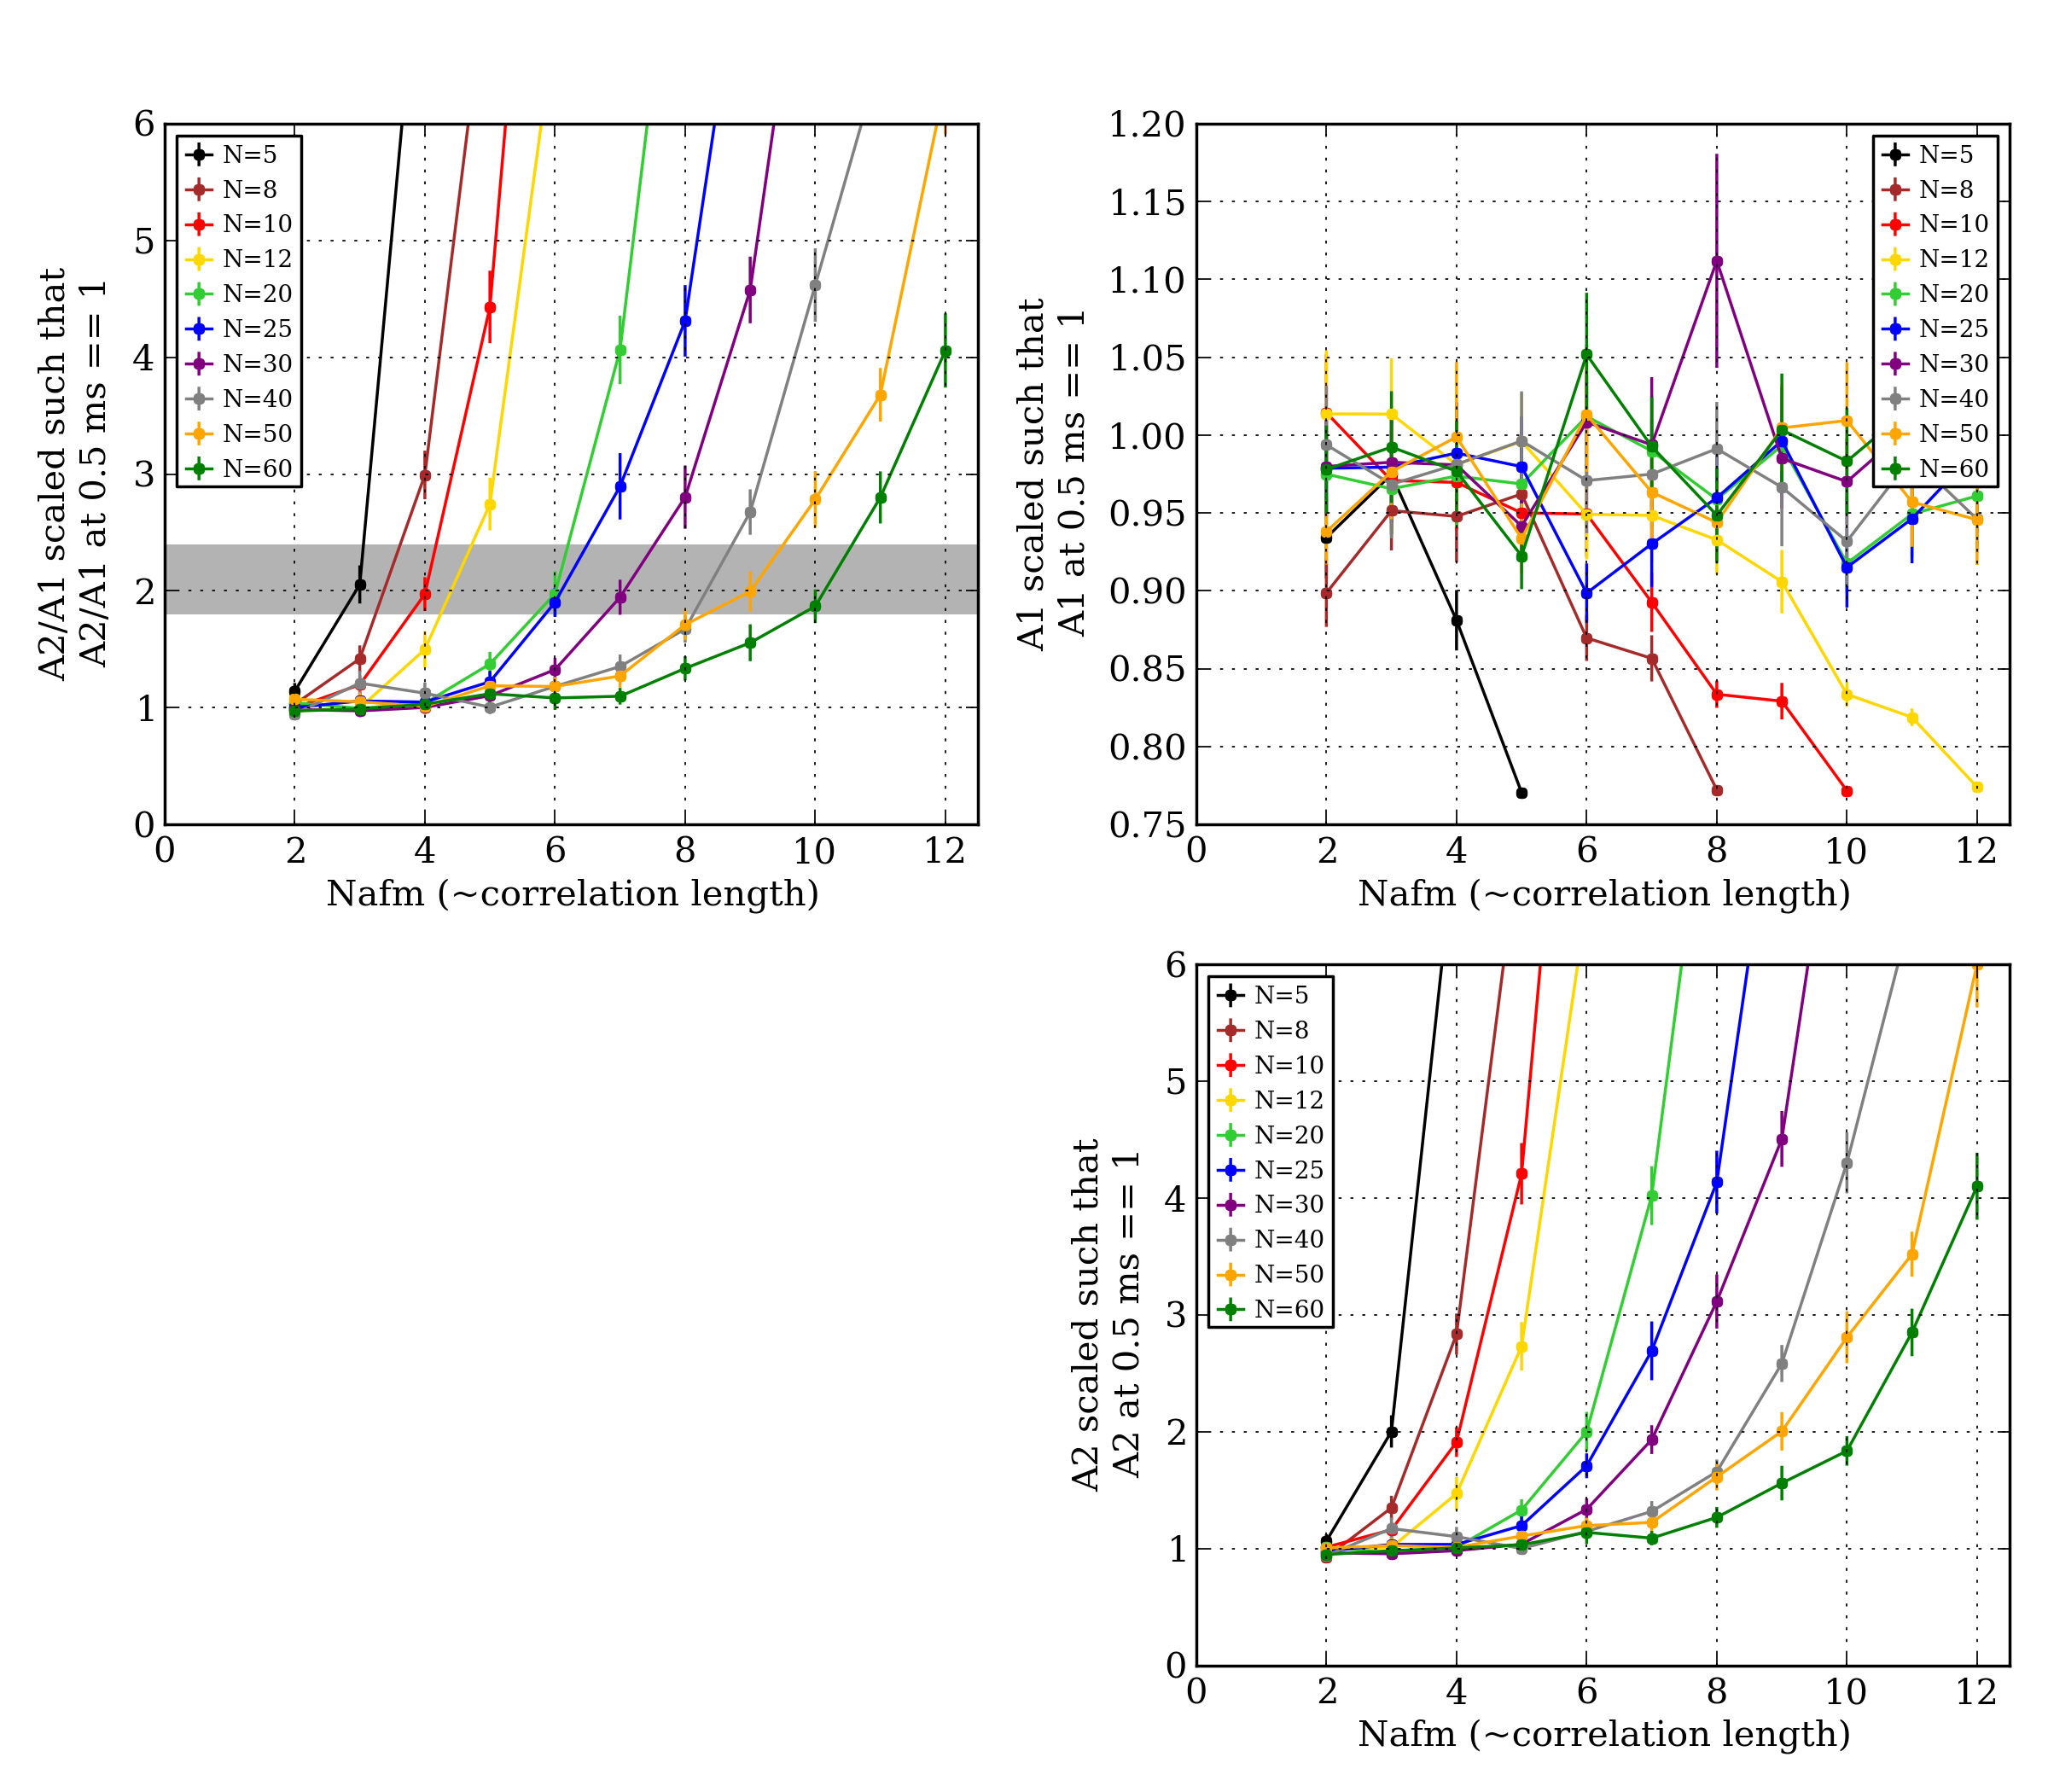 A2/A1 scaled such that
A2/A1 at 0.5 ms == 1
6
5
4
3
2
1
0
N=5
N=8
N=10
N=12
N=20
N=25
N=30
N=40
N=50
N=60
0 2 4 6 8 10 12
Nafm (~correlation length)
A1 scaled such that
A1 at 0.5 ms == 1
1.20
1.15
1.10
1.05
1.00
0.95
0.90
0.85
0.80
0.75
N=5
N=8
N=10
N=12
N=20
N=25
N=30
N=40
N=50
N=60
0 2 4 6 8 10 12
Nafm (~correlation length)
A2 scaled such that
A2 at 0.5 ms == 1
6
5
4
3
2
1
0
N=5
N=8
N=10
N=12
N=20
N=25
N=30
N=40
N=50
N=60
0 2 4 6 8 10 12
Nafm (~correlation length)